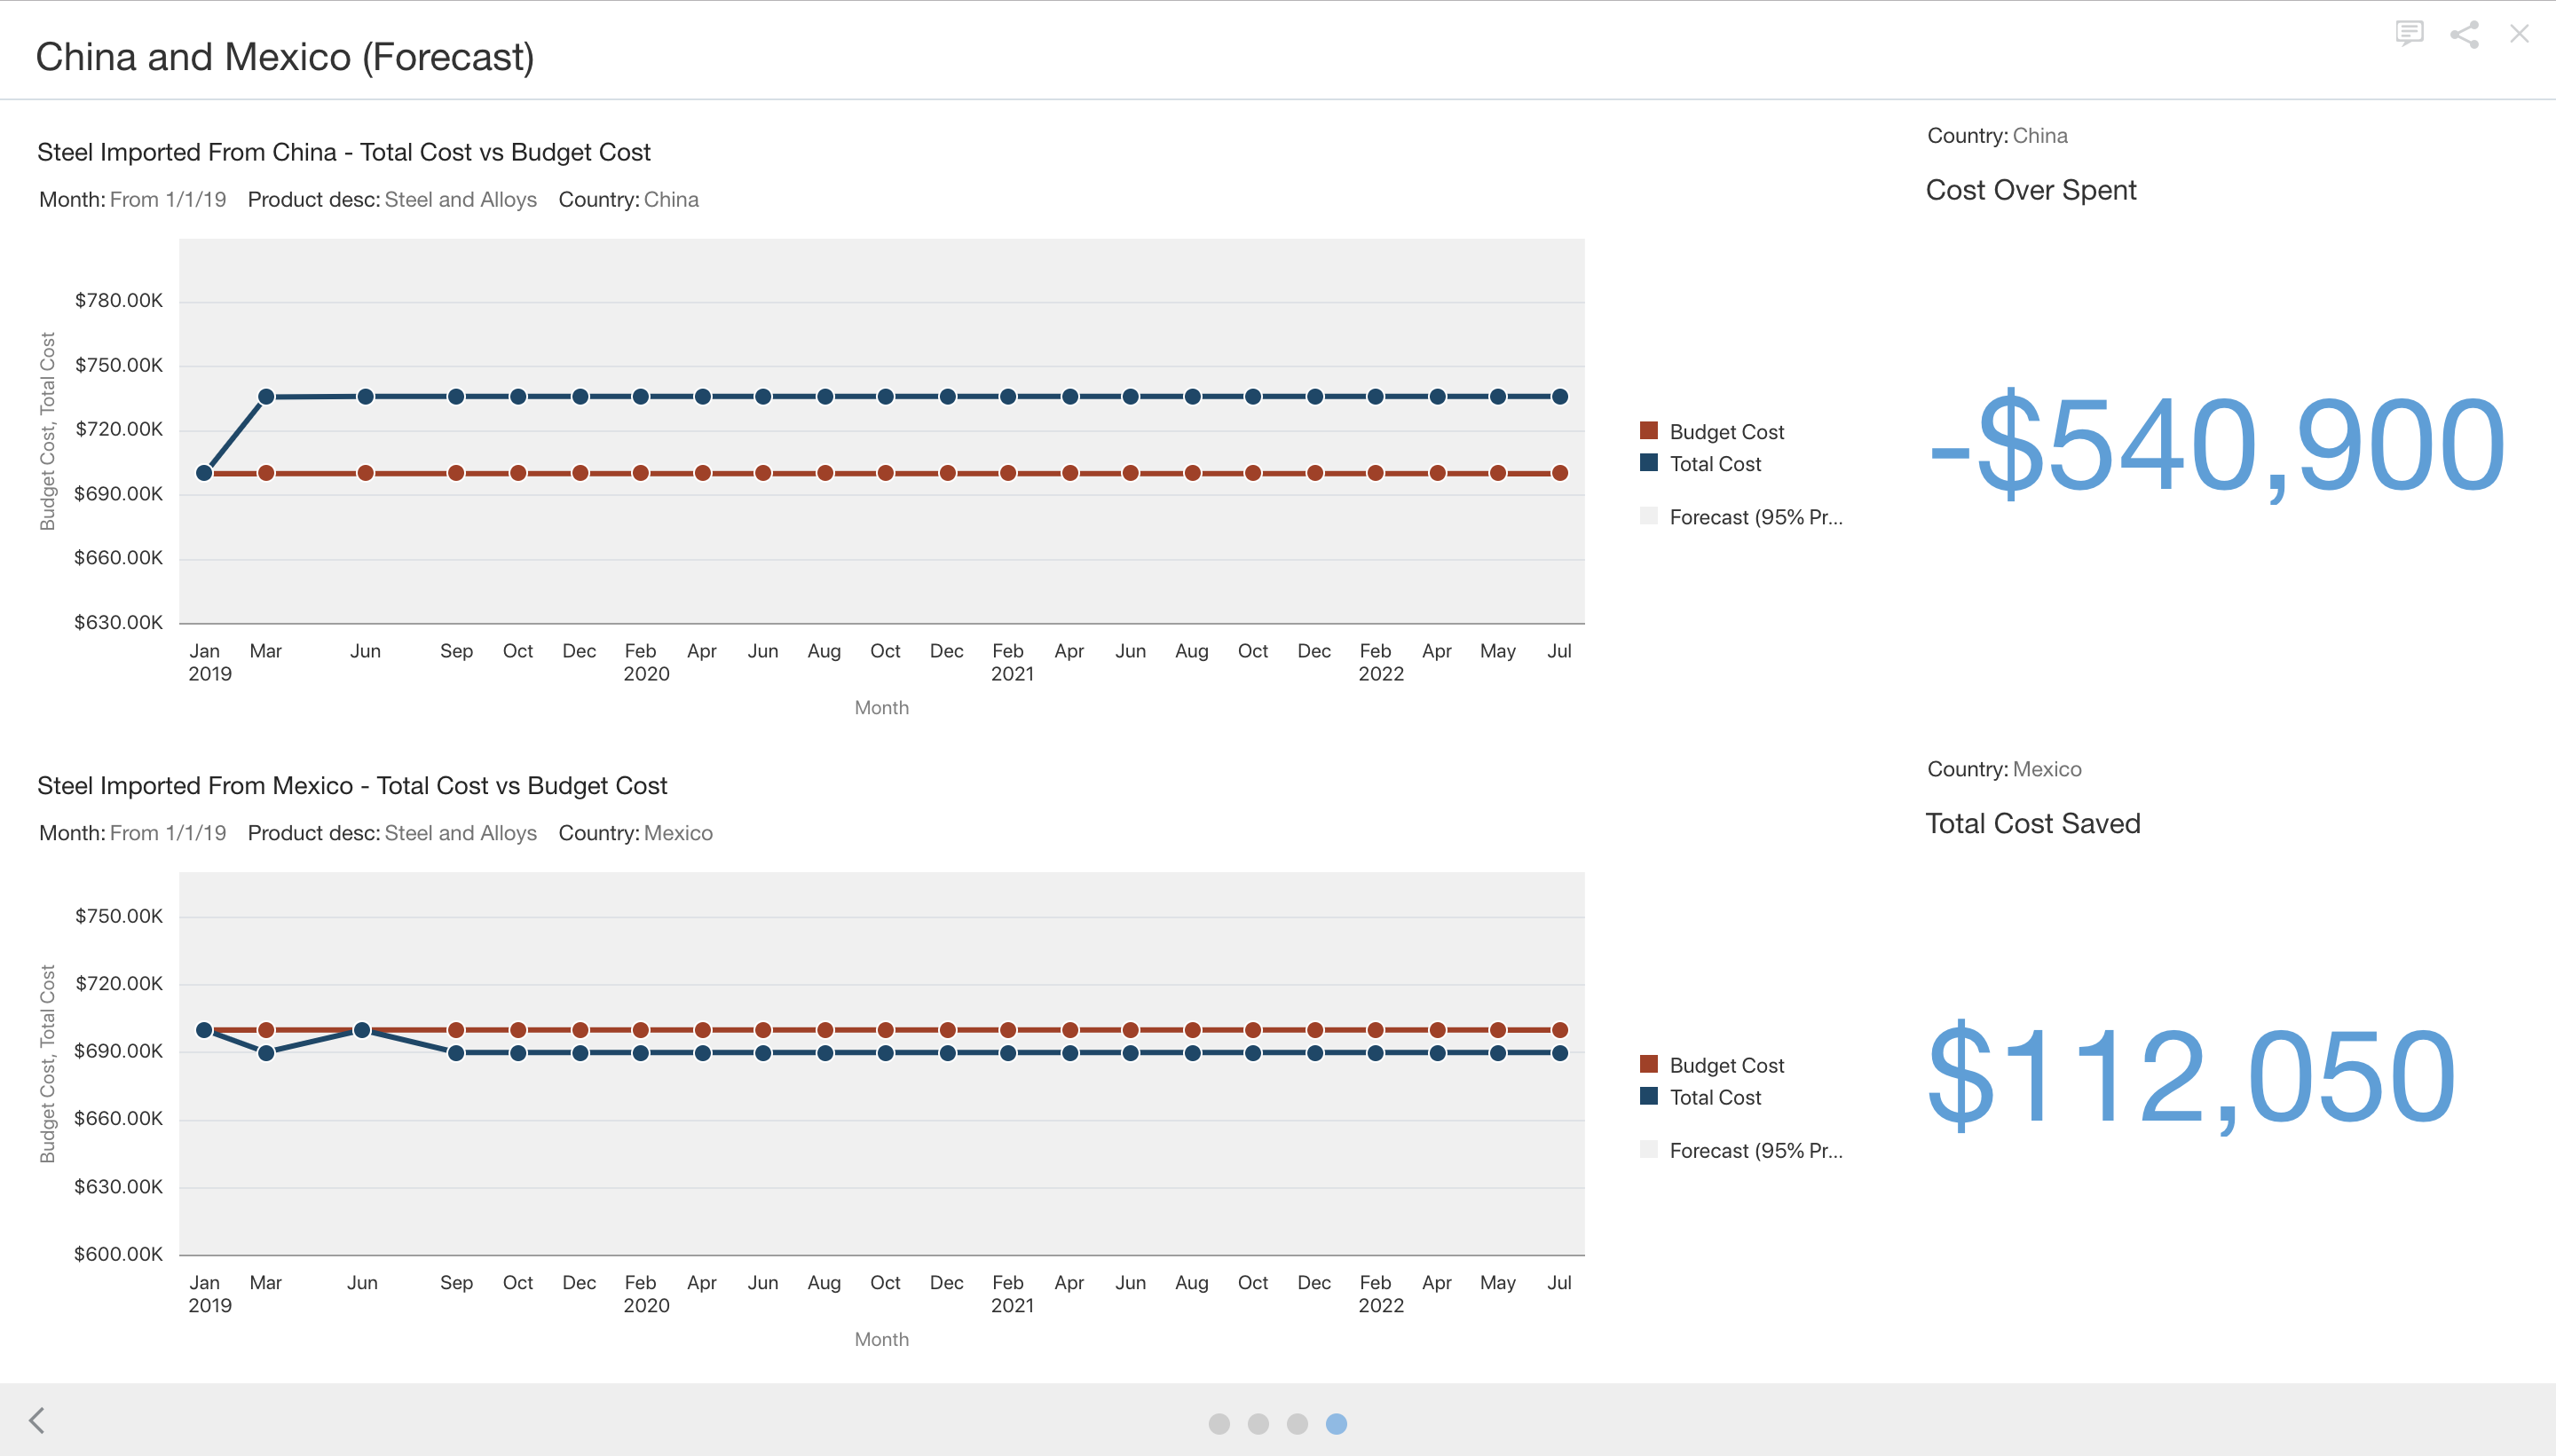 China and Mexico (Forecast)
Steel Imported From China - Total Cost vs Budget Cost
Month: From 1/1/19 Product desc: Steel and Alloys Country: China
Budget Cost, Total Cost
$780.00K
$750.00K
$720.00K
$690.00K
$660.00K
$630.00K
Jan Mar Jun Sep Oct Dec Feb Apr Jun Aug Oct Dec Feb Apr Jun Aug Oct Dec Feb Apr May Jul
2019 2020 2021 2022
Month
Budget Cost
Total Cost
Forecast (95% Pr...
Country: China
Cost Over Spent
-$540,900
Steel Imported From Mexico - Total Cost vs Budget Cost
Month: From 1/1/19 Product desc: Steel and Alloys Country: Mexico
Budget Cost, Total Cost
$750.00K
$720.00K
$690.00K
$660.00K
$630.00K
$600.00K
Jan Mar Jun Sep Oct Dec Feb Apr Jun Aug Oct Dec Feb Apr Jun Aug Oct Dec Feb Apr May Jul
2019 2020 2021 2022
Month
Budget Cost
Total Cost
Forecast (95% Pr...
Country: Mexico
Total Cost Saved
$112,050